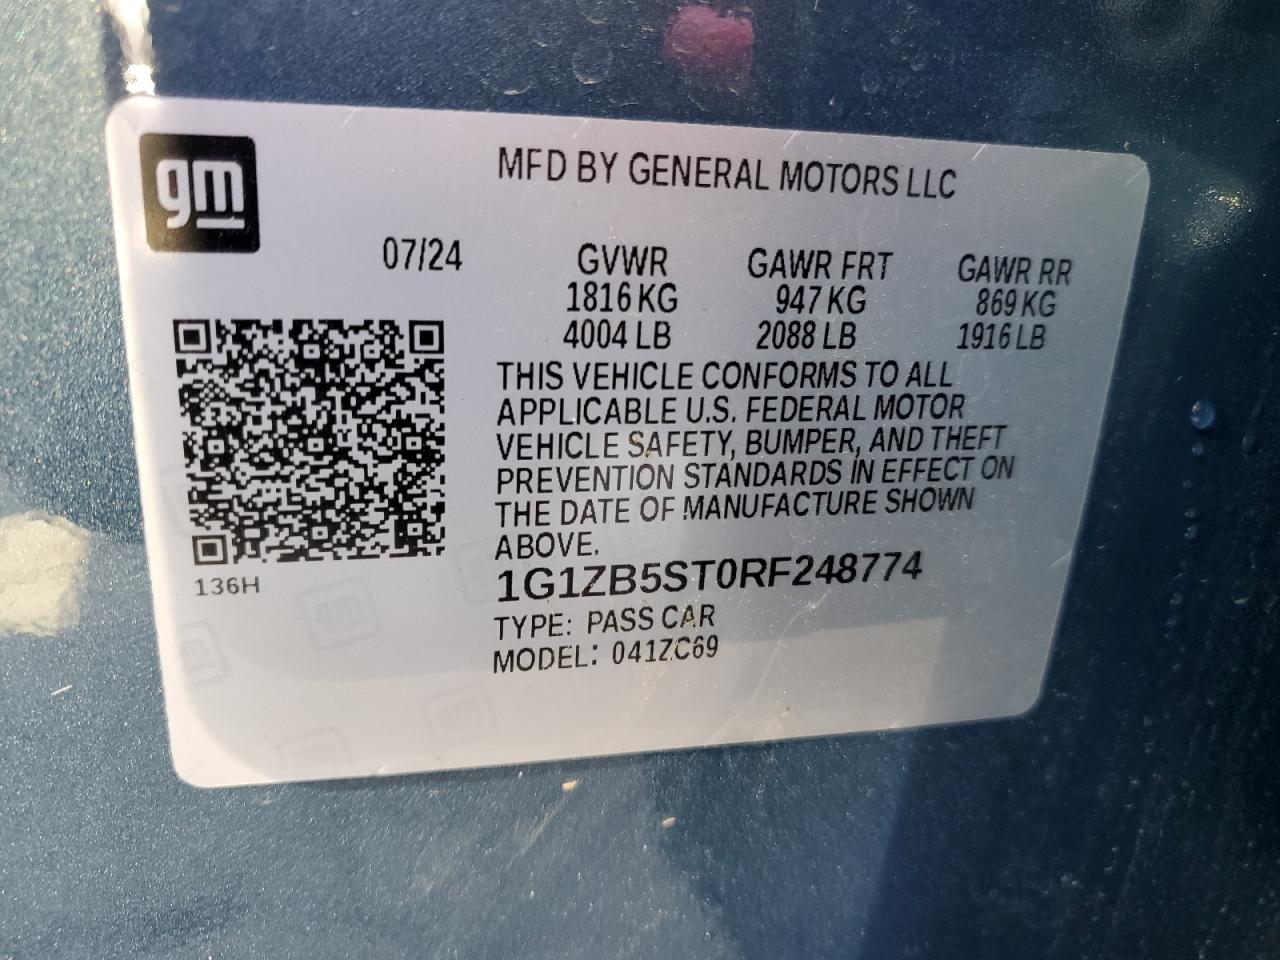 gm
MFD BY GENERAL MOTORS LLC
07/24 GVWR GAWR FRT GAWR RR
1816 KG 947 KG 869 KG
4004 LB 2088 LB 1916 LB
THIS VEHICLE CONFORMS TO ALL
APPLICABLE U.S. FEDERAL MOTOR
VEHICLE SAFETY, BUMPER, AND THEFT
PREVENTION STANDARDS IN EFFECT ON
THE DATE OF MANUFACTURE SHOWN
ABOVE.
136H
1G1ZB5ST0RF248774
TYPE: PASS CAR
MODEL: 041ZC69